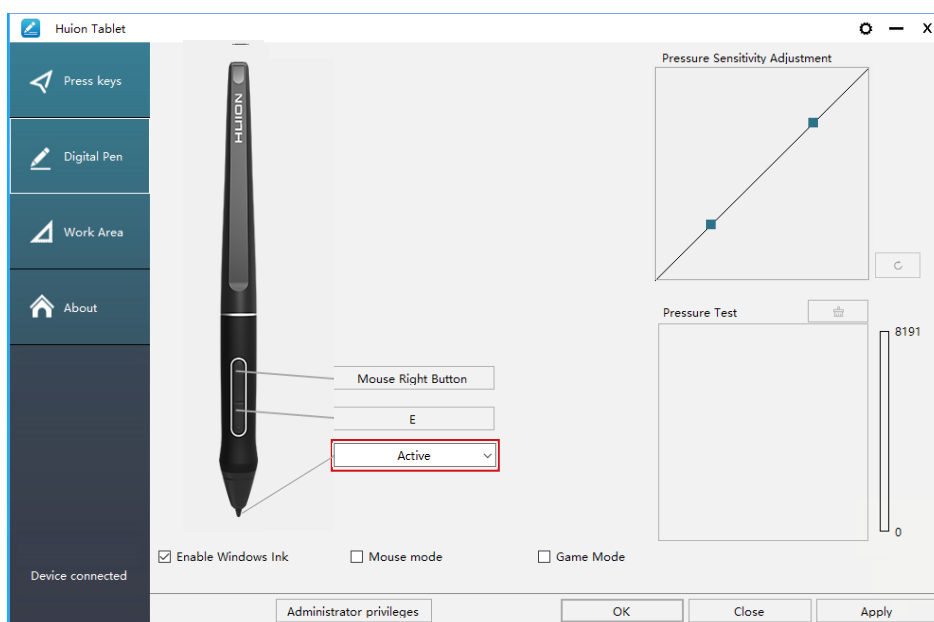 Huion Tablet
X
Press keys
Digital Pen
Work Area
About
Device connected
HUION
Mouse Right Button
E
Active
Enable Windows Ink
Mouse mode
Game Mode
Pressure Sensitivity Adjustment
Pressure Test
8191
0
Administrator privileges
OK
Close
Apply